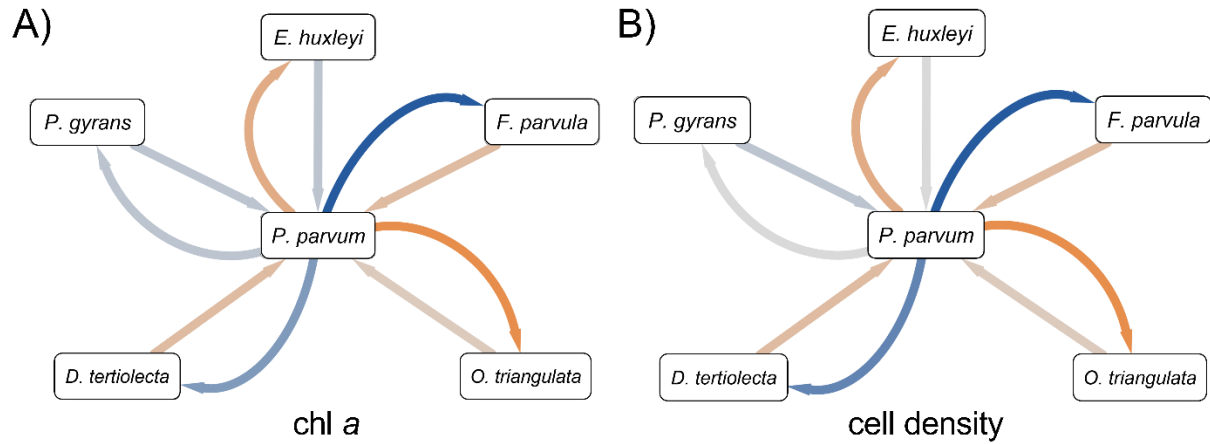 A)
E. huxleyi
P. gyrans
F. parvula
P. parvum
D. tertiolecta
O. triangulata
chl a
B)
E. huxleyi
P. gyrans
F. parvula
P. parvum
D. tertiolecta
O. triangulata
cell density